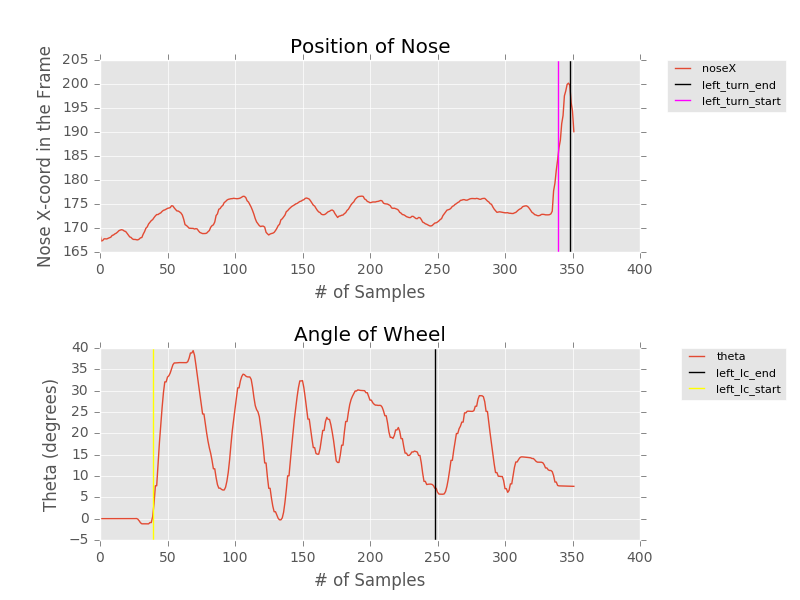 Position of Nose
205
200
195
190
185
180
175
170
165
Nose X-coord in the Frame
0 50 100 150 200 250 300 350 400
# of Samples
noseX
left_turn_end
left_turn_start
Angle of Wheel
40
35
30
25
20
15
10
5
0
−5
Theta (degrees)
0 50 100 150 200 250 300 350 400
# of Samples
theta
left_lc_end
left_lc_start